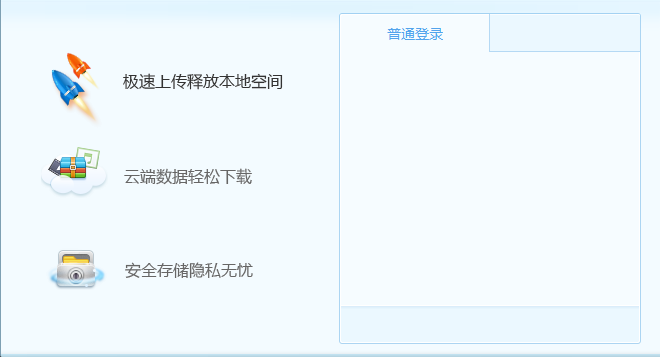 普通登录
极速上传释放本地空间
云端数据轻松下载
安全存储隐私无忧